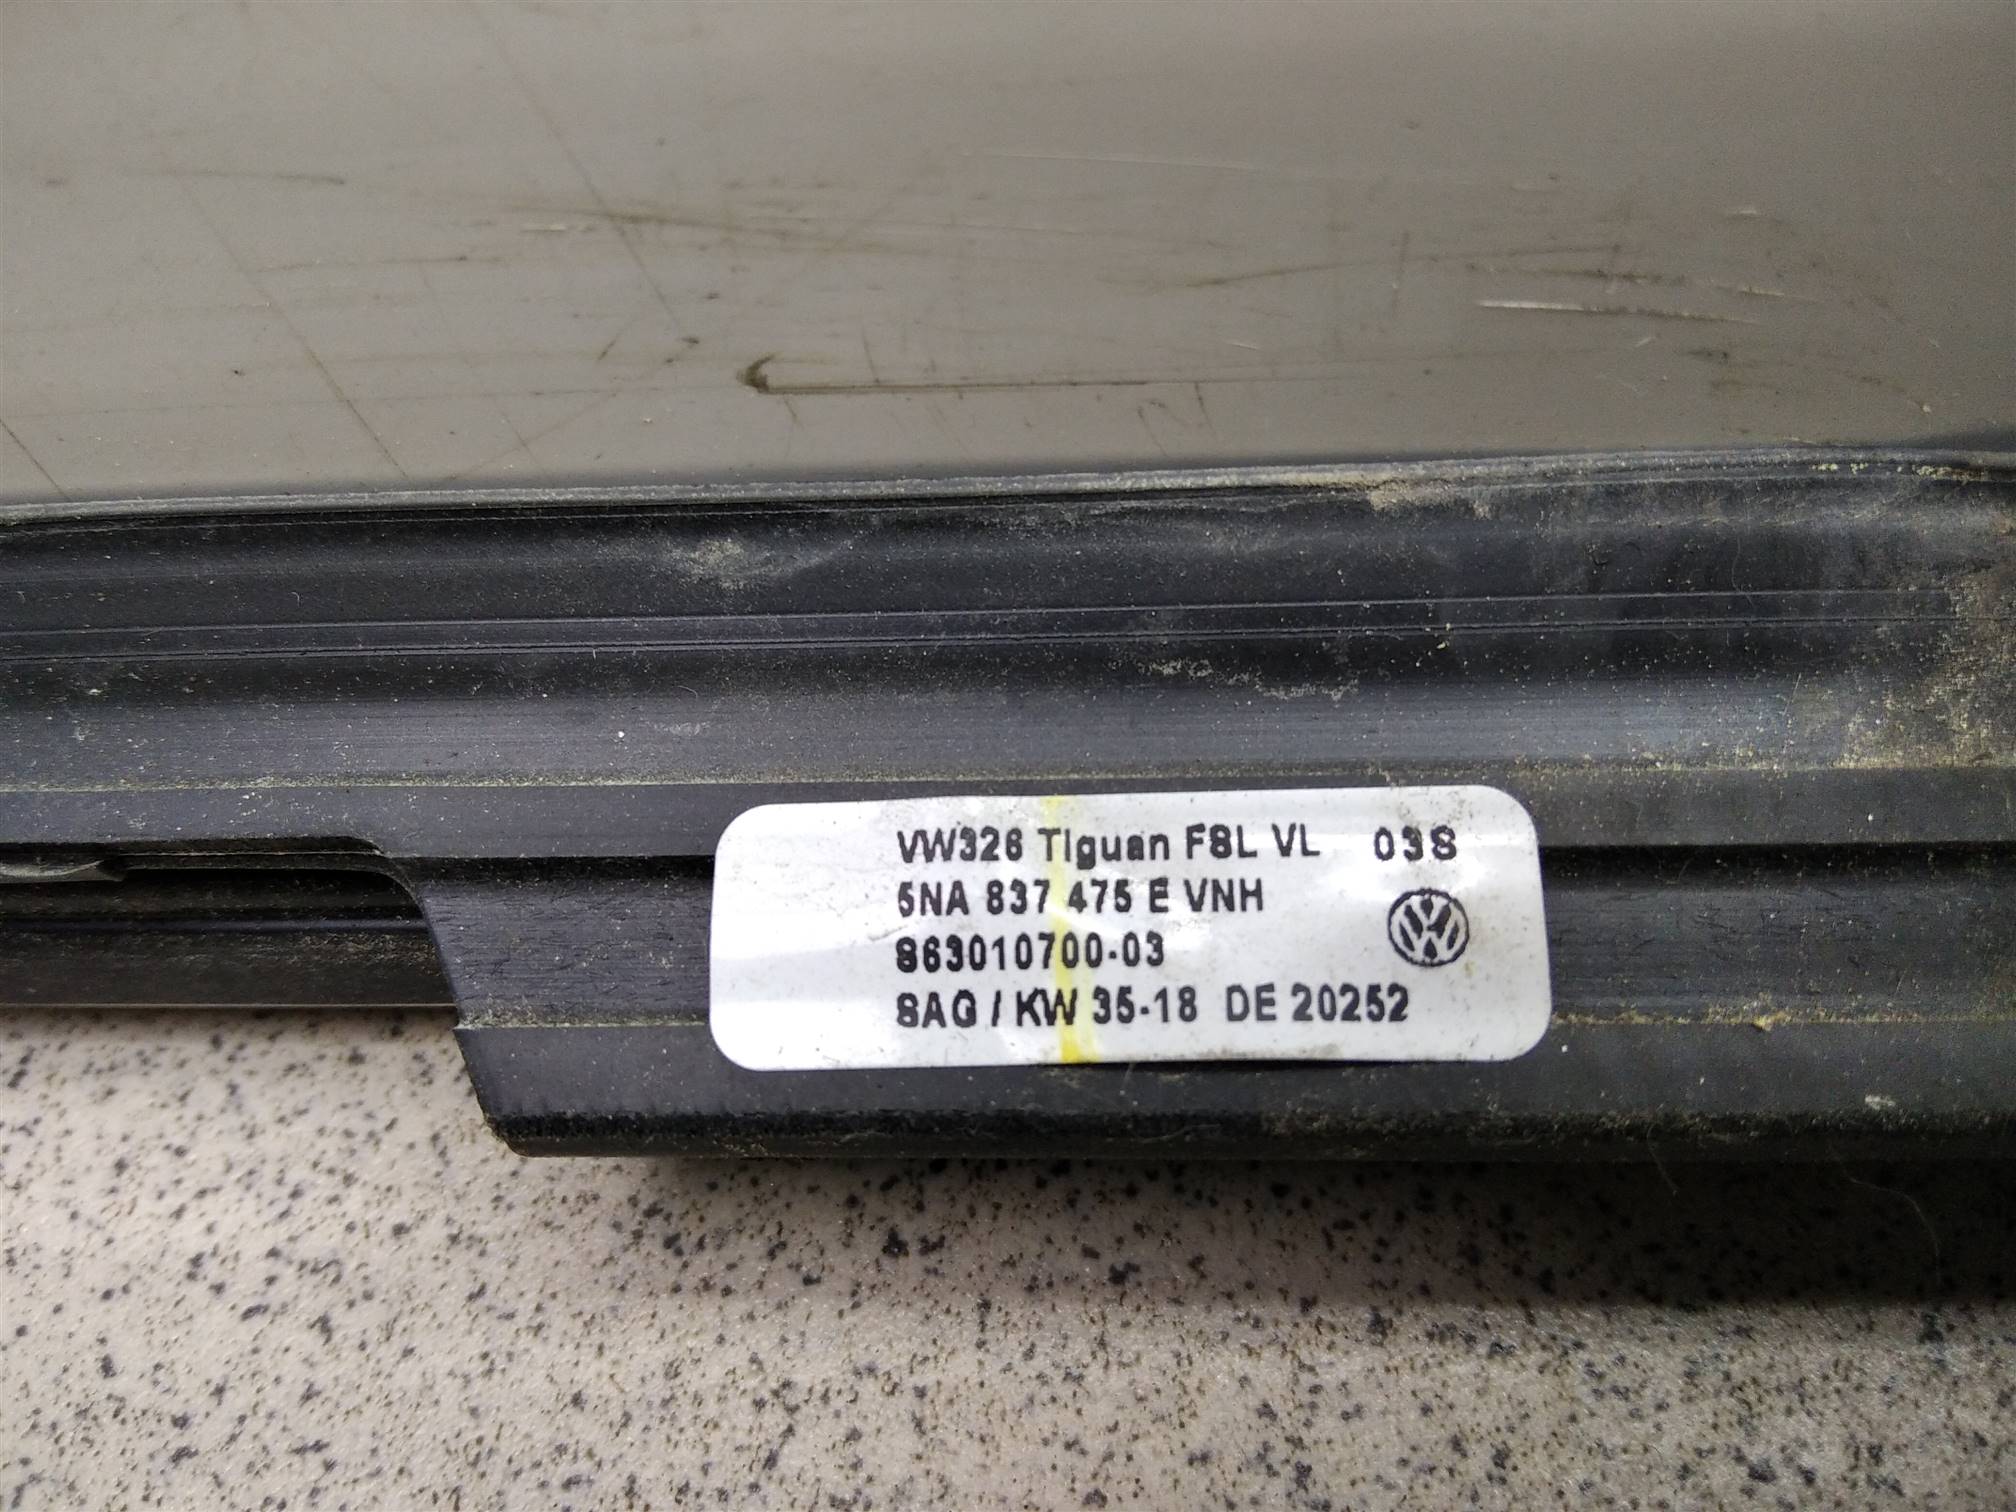 VW326 Tiguan FSL VL 03S
5NA 837 475 E VNH
863010700-03
SAG / KW 35-18 DE 20252